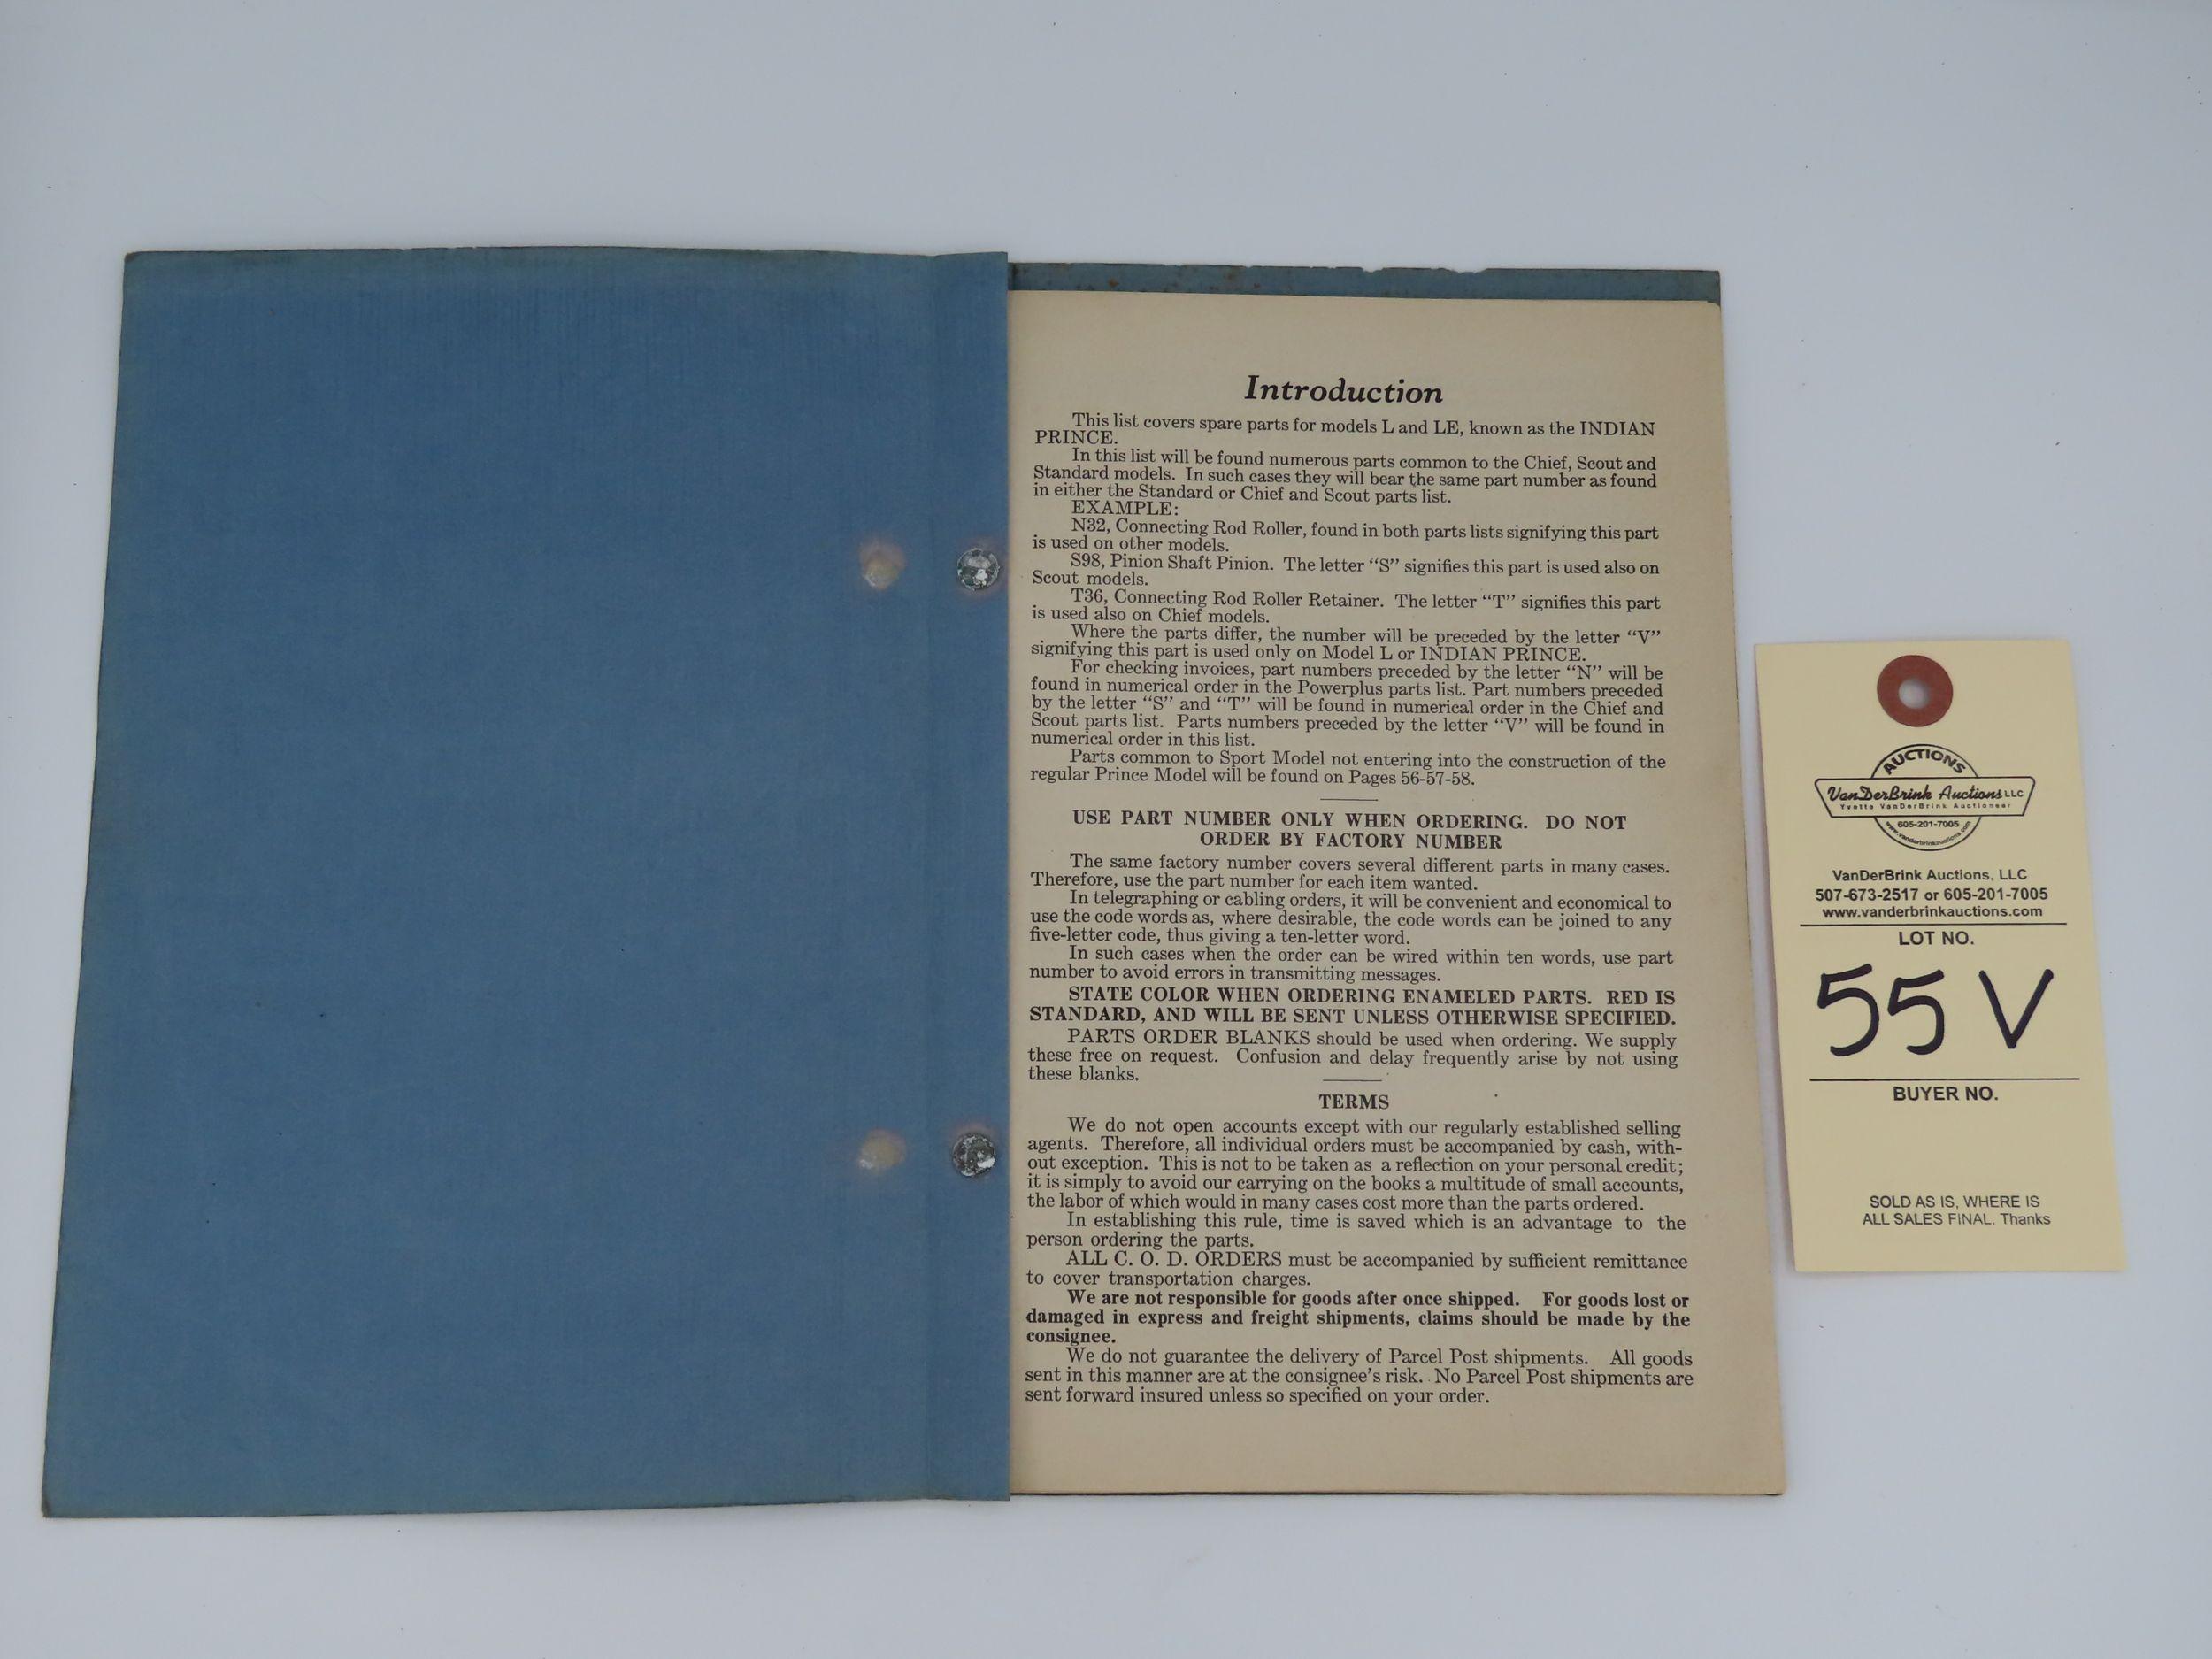 Introduction
This list covers spare parts for models L and LE, known as the INDIAN
PRINCE.
In this list will be found numerous parts common to the Chief, Scout and
Standard models. In such cases they will bear the same part number as found
in either the Standard or Chief and Scout parts list.
EXAMPLE:
N32, Connecting Rod Roller, found in both parts lists signifying this part
is used on other models.
S98, Pinion Shaft Pinion. The letter “S” signifies this part is used also on
Scout models.
T36, Connecting Rod Roller Retainer. The letter “T” signifies this part
is used also on Chief models.
Where the parts differ, the number will be preceded by the letter “V”
signifying this part is used only on Model L or INDIAN PRINCE.
For checking invoices, part numbers preceded by the letter “N” will be
found in numerical order in the Powerplus parts list. Part numbers preceded
by the letter “S” and “T” will be found in numerical order in the Chief and
Scout parts list. Parts numbers preceded by the letter “V” will be found in
numerical order in this list.
Parts common to Sport Model not entering into the construction of the
regular Prince Model will be found on Pages 56-57-58.
USE PART NUMBER ONLY WHEN ORDERING. DO NOT
ORDER BY FACTORY NUMBER
The same factory number covers several different parts in many cases.
Therefore, use the part number for each item wanted.
In telegraphing or cabling orders, it will be convenient and economical to
use the code words as, where desirable, the code words can be joined to any
five-letter code, thus giving a ten-letter word.
In such cases when the order can be wired within ten words, use part
number to avoid errors in transmitting messages.
STATE COLOR WHEN ORDERING ENAMELED PARTS. RED IS
STANDARD, AND WILL BE SENT UNLESS OTHERWISE SPECIFIED.
PARTS ORDER BLANKS should be used when ordering. We supply
these free on request. Confusion and delay frequently arise by not using
these blanks.
TERMS
We do not open accounts except with our regularly established selling
agents. Therefore, all individual orders must be accompanied by cash, with-
out exception. This is not to be taken as a reflection on your personal credit;
it is simply to avoid our carrying on the books a multitude of small accounts,
the labor of which would in many cases cost more than the parts ordered.
In establishing this rule, time is saved which is an advantage to the
person ordering the parts.
ALL C. O. D. ORDERS must be accompanied by sufficient remittance
to cover transportation charges.
We are not responsible for goods after once shipped. For goods lost or
damaged in express and freight shipments, claims should be made by the
consignee.
We do not guarantee the delivery of Parcel Post shipments. All goods
sent in this manner are at the consignee's risk. No Parcel Post shipments are
sent forward insured unless so specified on your order.
AUCTIONS
VanDerBrink Auctions LLC
Yvette VanDerBrink Auctioneer
605-201-7005
www.vanderbrinkauctions.com
VanDerBrink Auctions, LLC
507-673-2517 or 605-201-7005
www.vanderbrinkauctions.com
LOT NO.
55 V
BUYER NO.
SOLD AS IS, WHERE IS
ALL SALES FINAL. Thanks